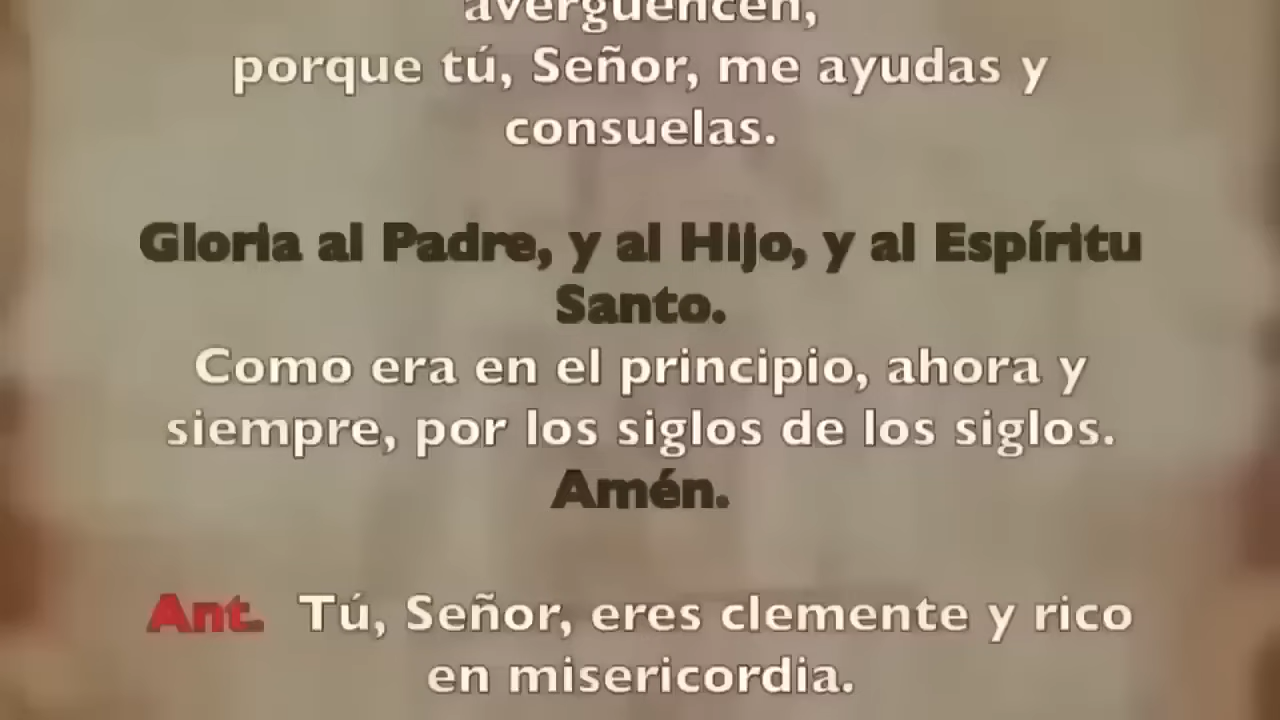 avergüencen,
porque tú, Señor, me ayudas y
consuelas.
Gloria al Padre, y al Hijo, y al Espíritu
Santo.
Como era en el principio, ahora y
siempre, por los siglos de los siglos.
Amén.
Ant. Tú, Señor, eres clemente y rico
en misericordia.